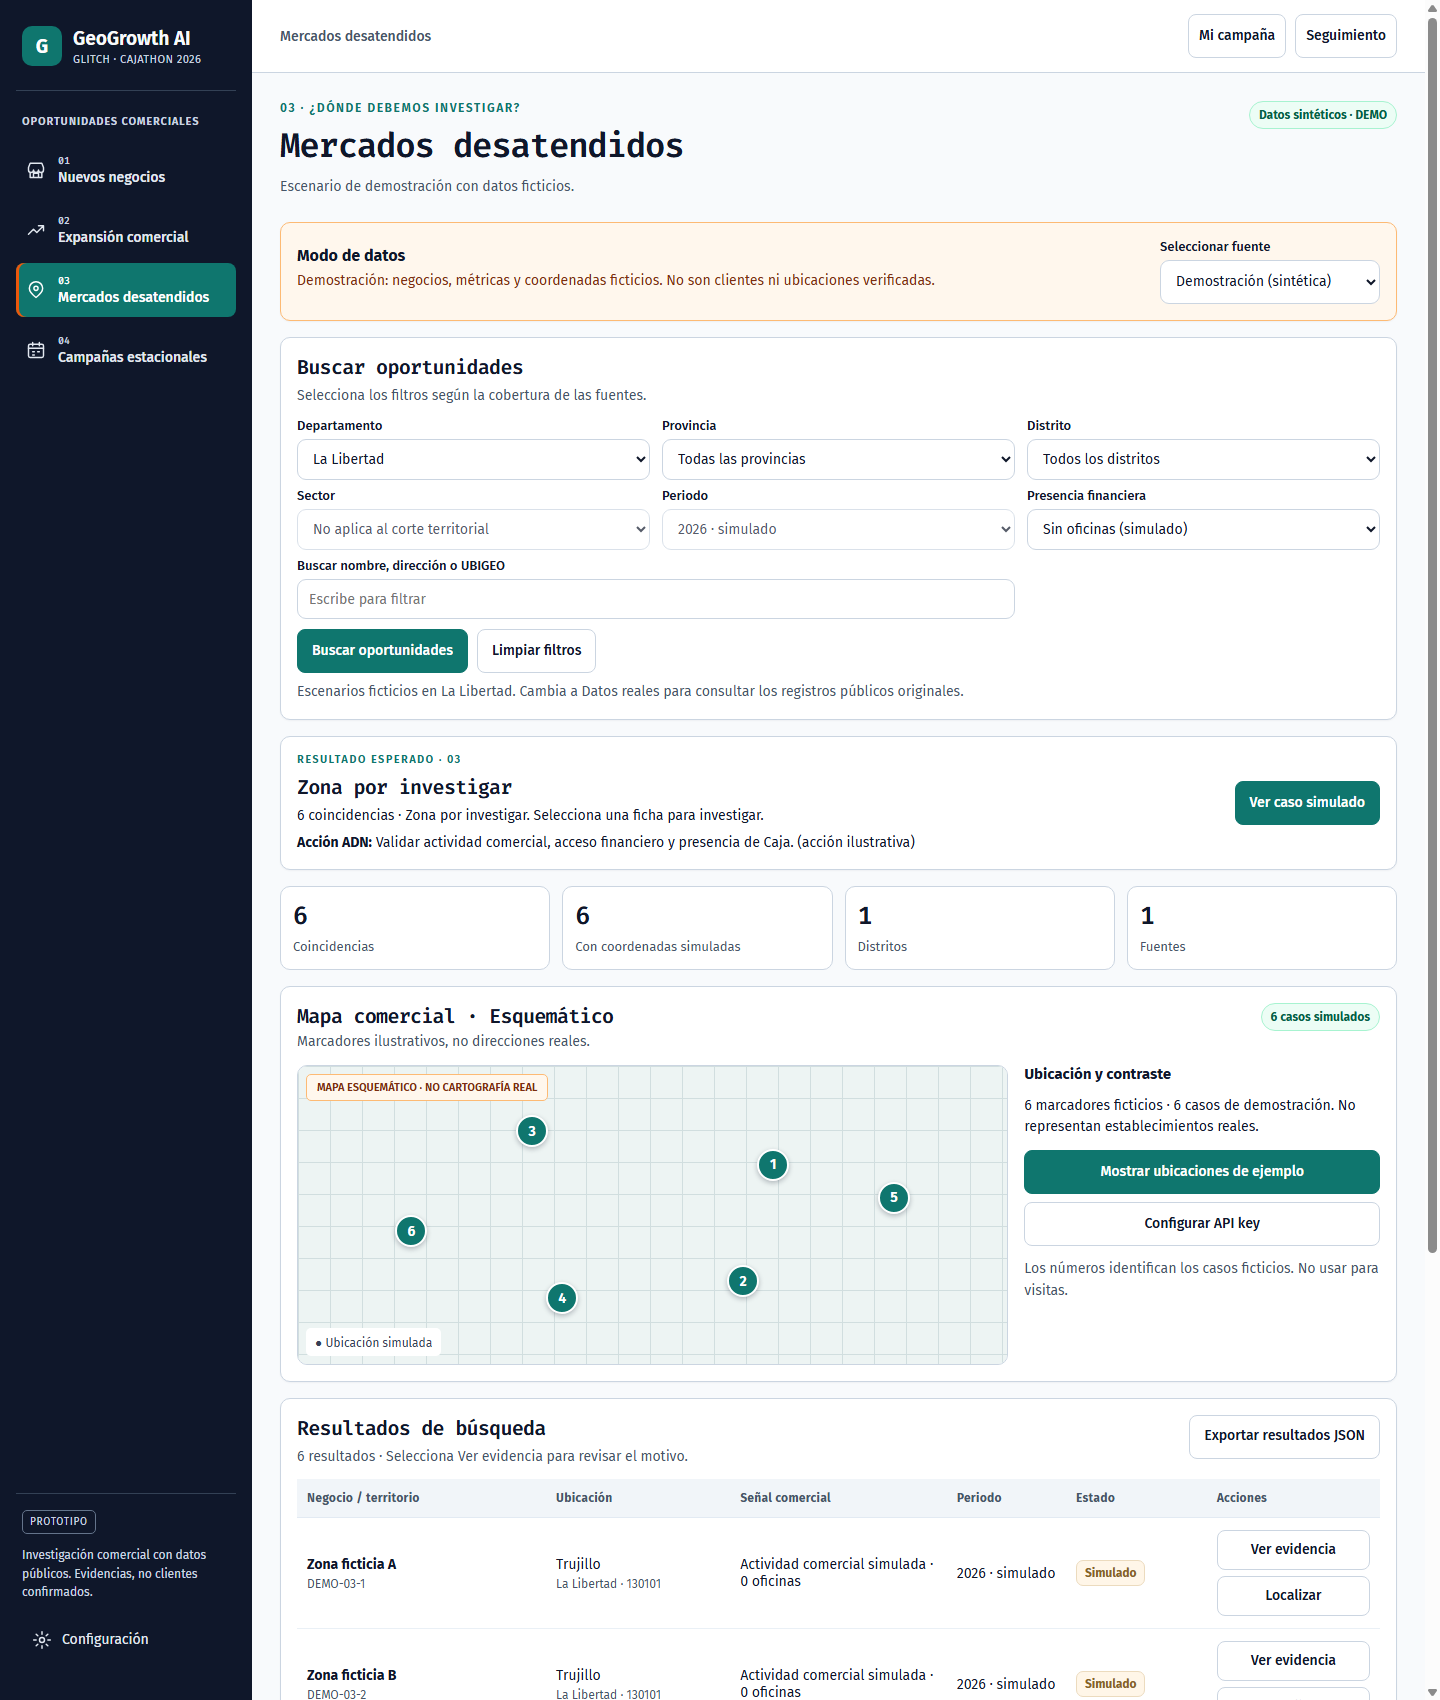 G
GeoGrowth AI
GLITCH · CAJATHON 2026
OPORTUNIDADES COMERCIALES
01
Nuevos negocios
02
Expansión comercial
03
Mercados desatendidos
04
Campañas estacionales
PROTOTIPO
Investigación comercial con datos
públicos. Evidencias, no clientes
confirmados.
Configuración
Mercados desatendidos
Mi campaña
Seguimiento
03 · ¿DÓNDE DEBEMOS INVESTIGAR?
Mercados desatendidos
Escenario de demostración con datos ficticios.
Datos sintéticos · DEMO
Modo de datos
Demostración: negocios, métricas y coordenadas ficticios. No son clientes ni ubicaciones verificadas.
Seleccionar fuente
Demostración (sintética)
Buscar oportunidades
Selecciona los filtros según la cobertura de las fuentes.
Departamento
Provincia
Distrito
La Libertad
Todas las provincias
Todos los distritos
Sector
Periodo
Presencia financiera
No aplica al corte territorial
2026 · simulado
Sin oficinas (simulado)
Buscar nombre, dirección o UBIGEO
Escribe para filtrar
Buscar oportunidades
Limpiar filtros
Escenarios ficticios en La Libertad. Cambia a Datos reales para consultar los registros públicos originales.
RESULTADO ESPERADO · 03
Zona por investigar
6 coincidencias · Zona por investigar. Selecciona una ficha para investigar.
Acción ADN: Validar actividad comercial, acceso financiero y presencia de Caja. (acción ilustrativa)
Ver caso simulado
6
Coincidencias
6
Con coordenadas simuladas
1
Distritos
1
Fuentes
Mapa comercial · Esquemático
Marcadores ilustrativos, no direcciones reales.
6 casos simulados
MAPA ESQUEMÁTICO · NO CARTOGRAFÍA REAL
3
1
5
6
2
4
● Ubicación simulada
Ubicación y contraste
6 marcadores ficticios · 6 casos de demostración. No
representan establecimientos reales.
Mostrar ubicaciones de ejemplo
Configurar API key
Los números identifican los casos ficticios. No usar para
visitas.
Resultados de búsqueda
6 resultados · Selecciona Ver evidencia para revisar el motivo.
Exportar resultados JSON
Negocio / territorio
Ubicación
Señal comercial
Periodo
Estado
Acciones
Zona ficticia A
DEMO-03-1
Trujillo
La Libertad · 130101
Actividad comercial simulada ·
0 oficinas
2026 · simulado
Simulado
Ver evidencia
Localizar
Zona ficticia B
DEMO-03-2
Trujillo
La Libertad · 130101
Actividad comercial simulada ·
0 oficinas
2026 · simulado
Simulado
Ver evidencia